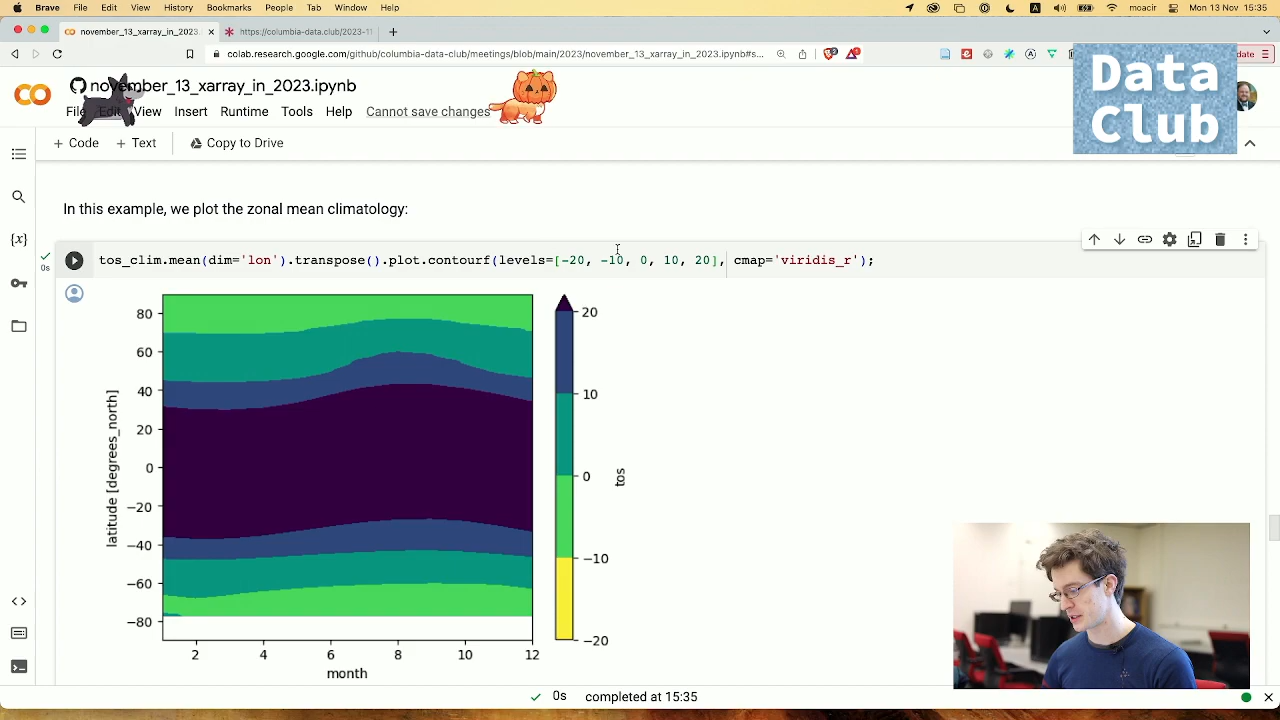 Brave File Edit View History Bookmarks People Tab Window Help
moacir Mon 13 Nov 15:35
november_13_xarray_in_2023.
https://columbia-data.club/2023-11
colab.research.google.com/github/columbia-data-club/meetings/blob/main/2023/november_13_xarray_in_2023.ipynb#s...
date
november_13_xarray_in_2023.ipynb
File Edit View Insert Runtime Tools Help Cannot save changes
Data
Club
+ Code + Text Copy to Drive
In this example, we plot the zonal mean climatology:
0s
tos_clim.mean(dim='lon').transpose().plot.contourf(levels=[-20, -10, 0, 10, 20], cmap='viridis_r');
80
60
40
20
0
−20
−40
−60
−80
latitude [degrees_north]
2 4 6 8 10 12
month
20
10
0
−10
−20
tos
0s completed at 15:35